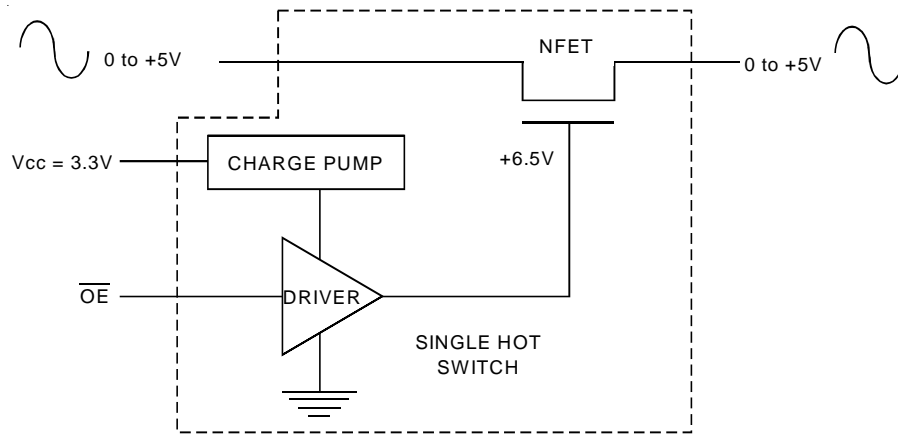 NFET
0 to +5V
0 to +5V
Vcc = 3.3V
CHARGE PUMP
+6.5V
OE
DRIVER
SINGLE HOT
SWITCH